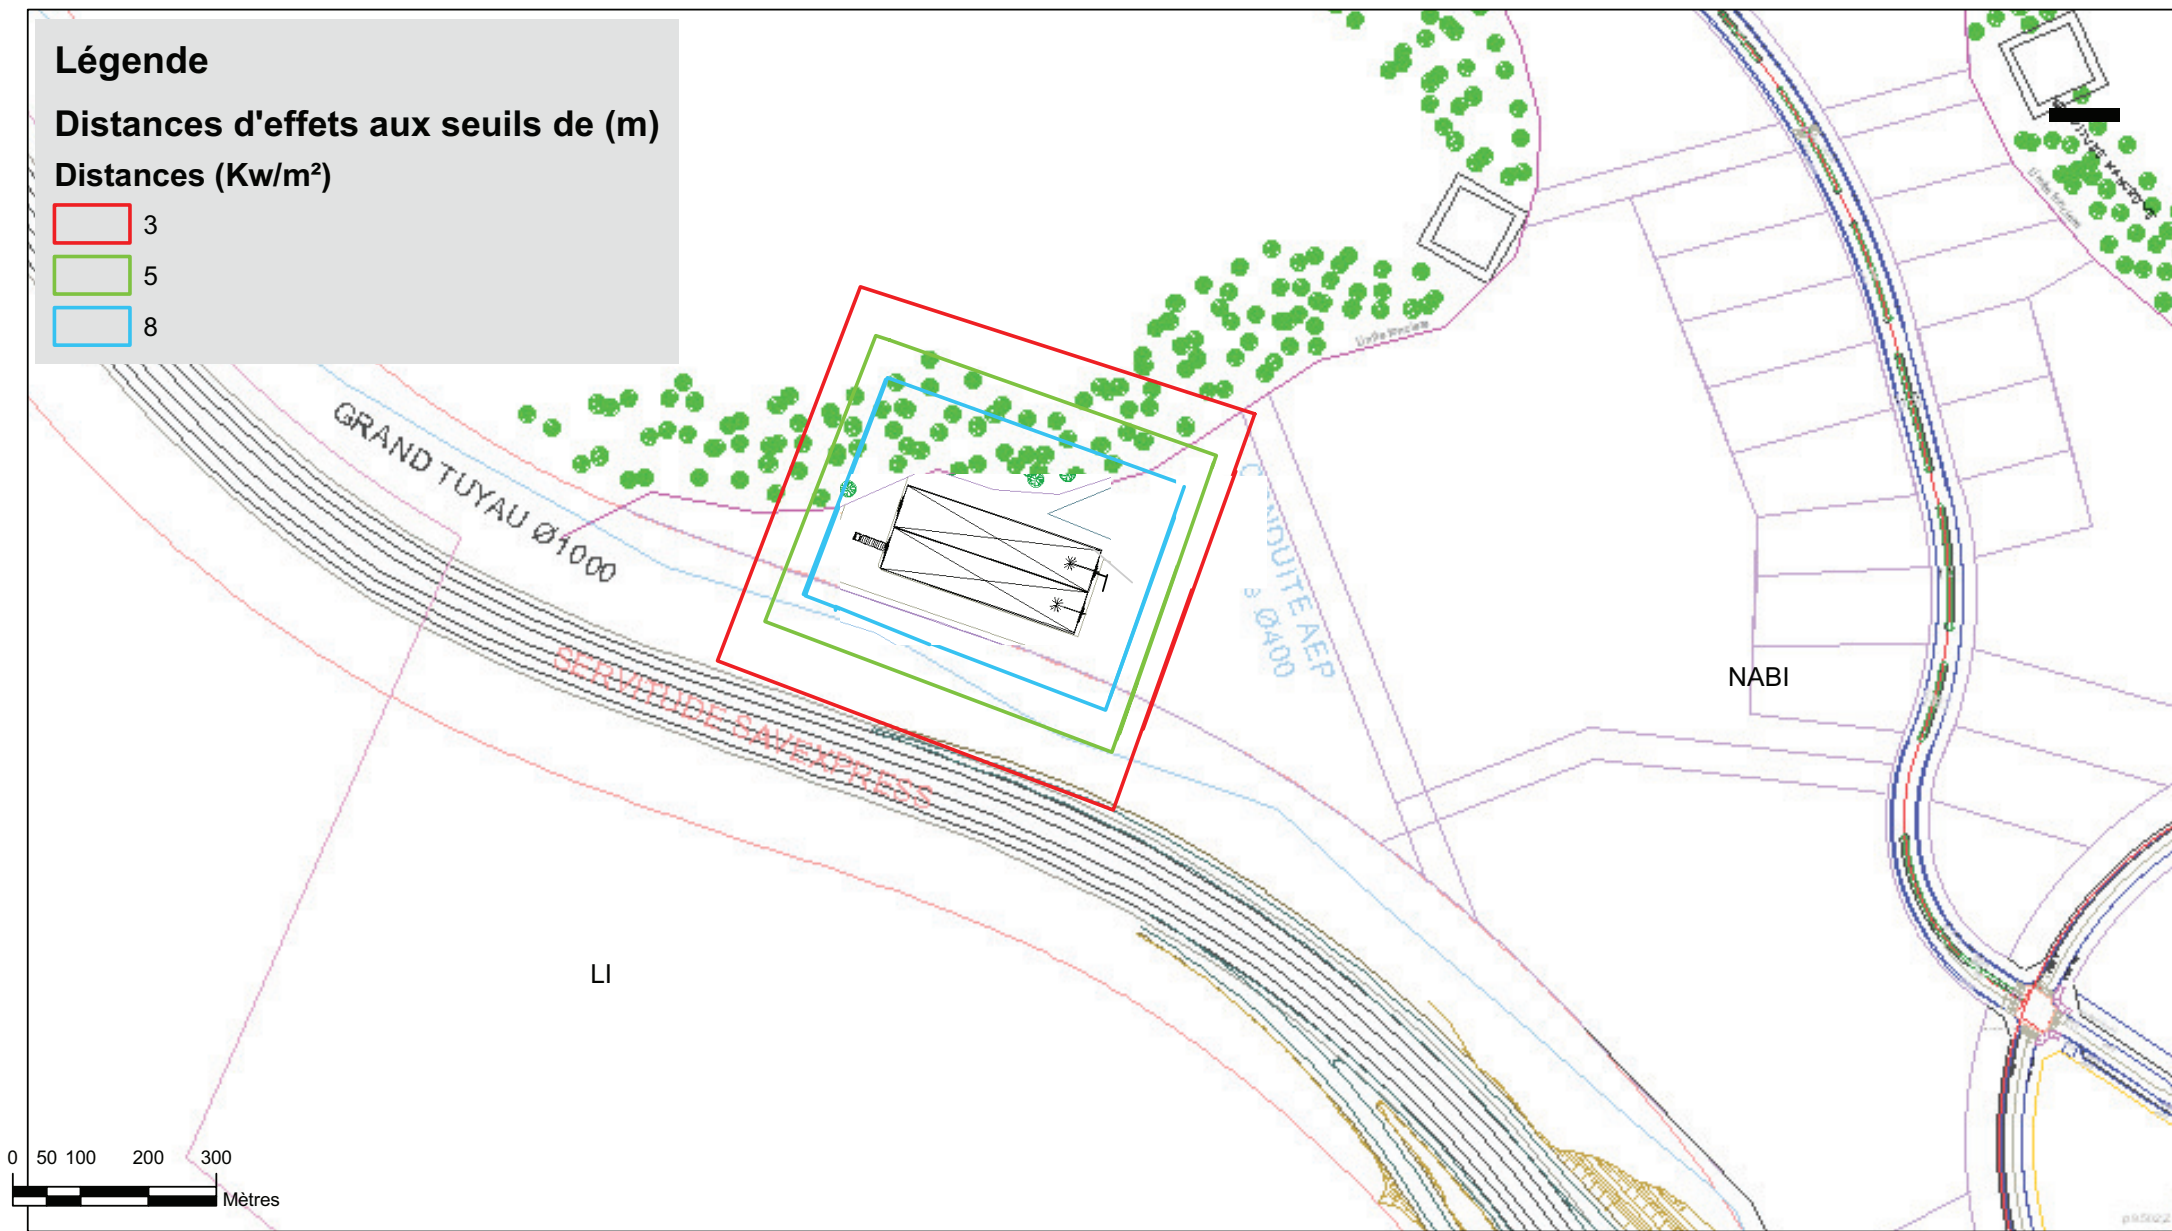 Légende
Distances d'effets aux seuils de (m)
Distances (Kw/m²)
3
5
8
GRAND TUYAU Ø1000
SERVITUDE SAVEXPRESS
NDUITE AEP
Ø400
NABI
LI
0 50 100 200 300
Mètres